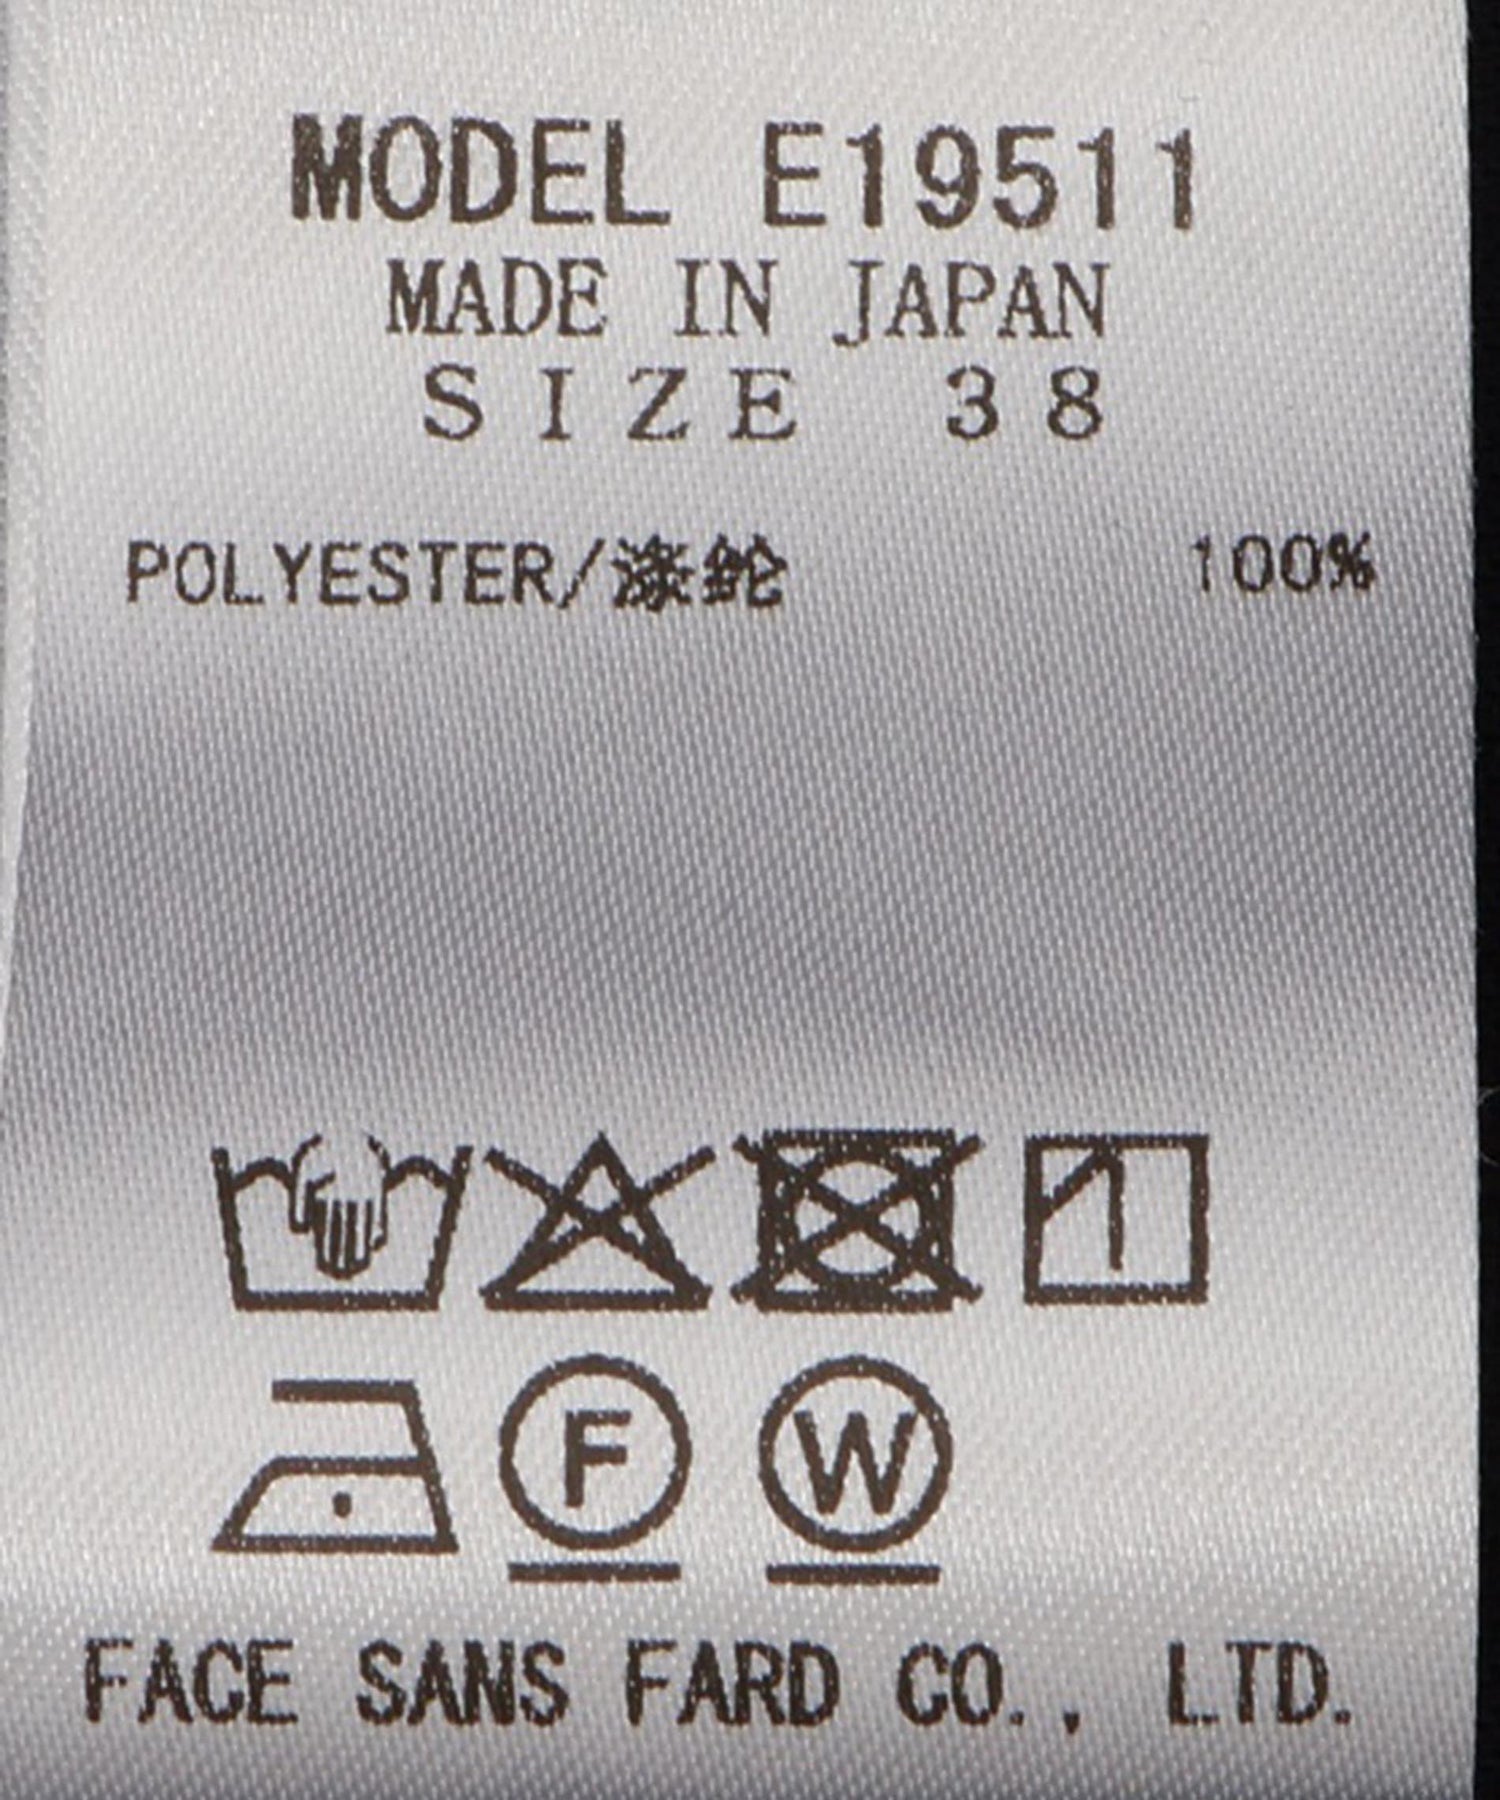 MODEL E19511
MADE IN JAPAN
SIZE 38
POLYESTER/涤纶 100%
F W
FACE SANS FARD CO., LTD.